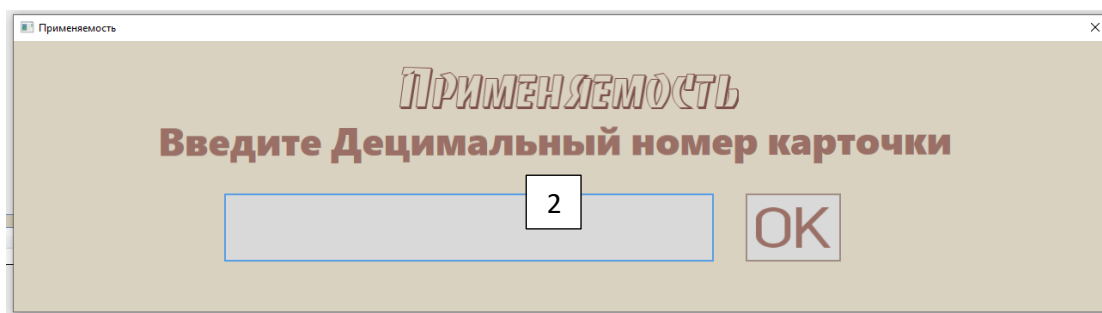 Применяемость
Применяемость
Введите Децимальный номер карточки
2
OK